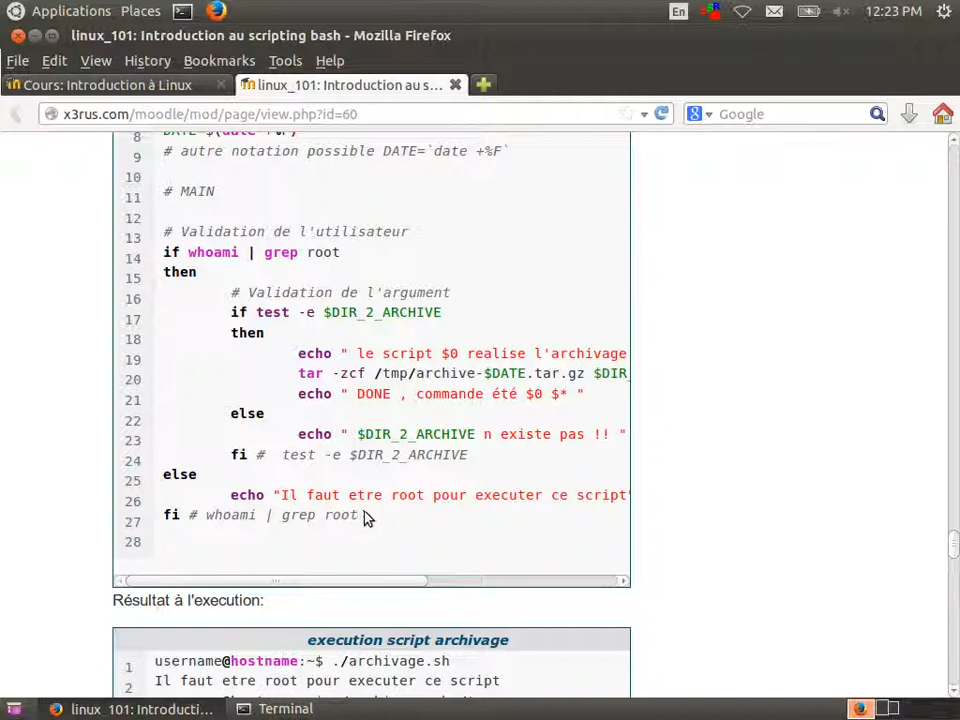 Applications Places En 12:23 PM
linux_101: Introduction au scripting bash - Mozilla Firefox
File Edit View History Bookmarks Tools Help
Cours: Introduction à Linux linux_101: Introduction au s...
x3rus.com/moodle/mod/page/view.php?id=60 Google
8
9 # autre notation possible DATE=`date +%F`
10
11 # MAIN
12
13 # Validation de l'utilisateur
14 if whoami | grep root
15 then
16 # Validation de l'argument
17 if test -e $DIR_2_ARCHIVE
18 then
19 echo " le script $0 realise l'archivage
20 tar -zcf /tmp/archive-$DATE.tar.gz $DIR_
21 echo " DONE , commande été $0 $* "
22 else
23 echo " $DIR_2_ARCHIVE n existe pas !! "
24 fi # test -e $DIR_2_ARCHIVE
25 else
26 echo "Il faut etre root pour executer ce script"
27 fi # whoami | grep root
28
Résultat à l'execution:
execution script archivage
1 username@hostname:~$ ./archivage.sh
2 Il faut etre root pour executer ce script
linux_101: Introducti... Terminal